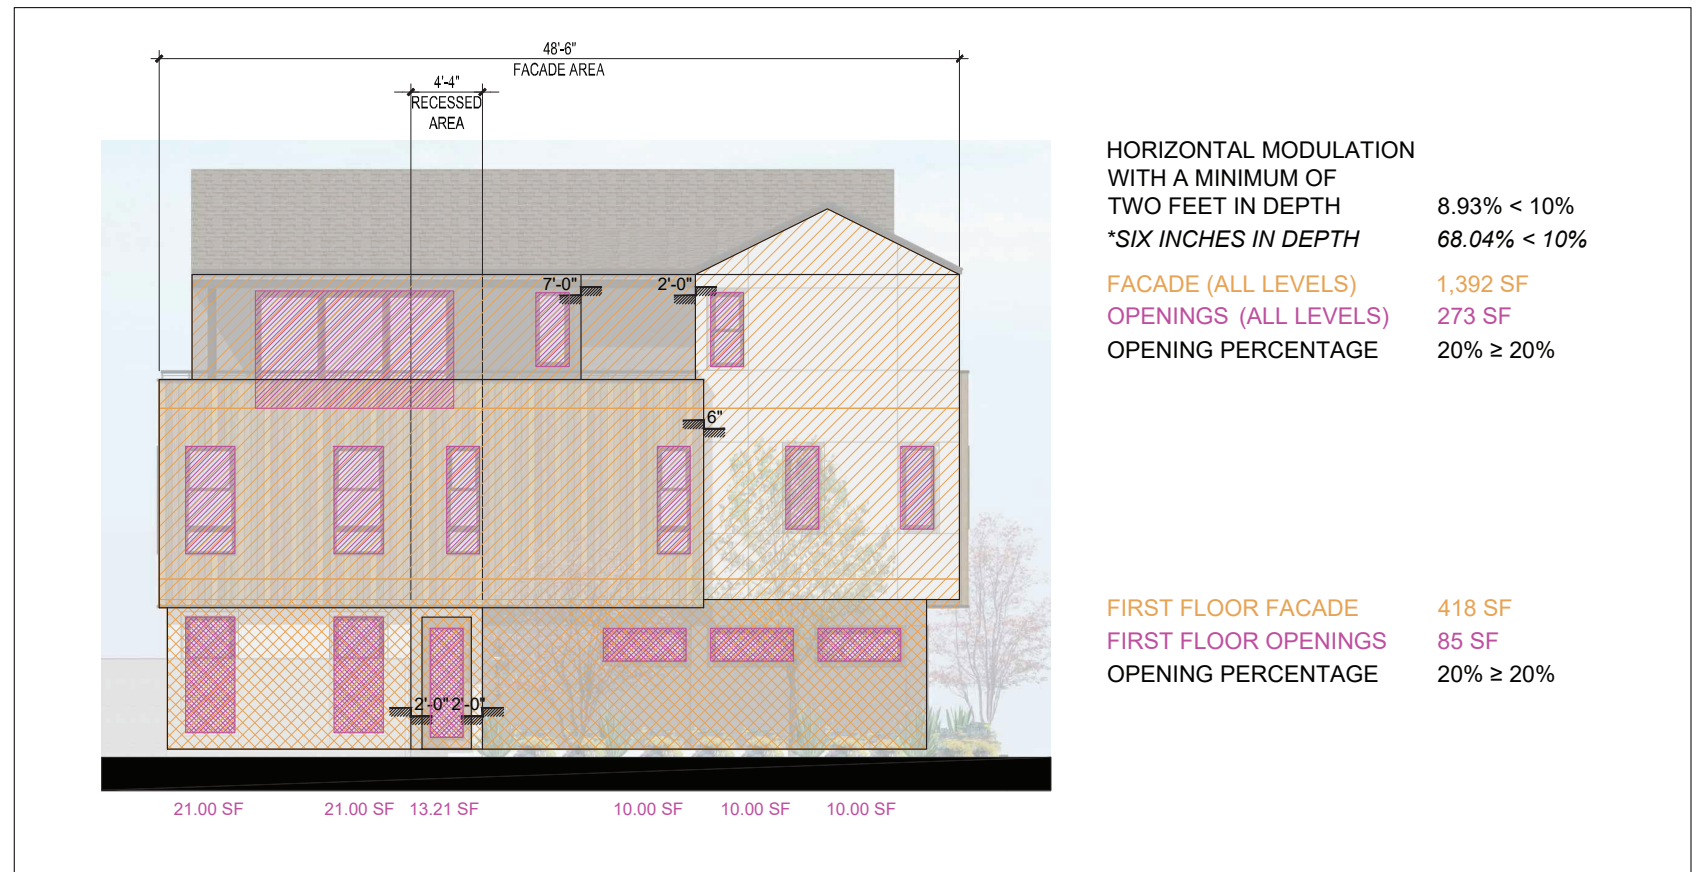 48'-6"
FACADE AREA
4'-4"
RECESSED
AREA
HORIZONTAL MODULATION
WITH A MINIMUM OF
TWO FEET IN DEPTH 8.93% < 10%
*SIX INCHES IN DEPTH 68.04% < 10%
7'-0" 2'-0"
FACADE (ALL LEVELS) 1,392 SF
OPENINGS (ALL LEVELS) 273 SF
OPENING PERCENTAGE 20% ≥ 20%
6"
FIRST FLOOR FACADE 418 SF
FIRST FLOOR OPENINGS 85 SF
OPENING PERCENTAGE 20% ≥ 20%
2'-0" 2'-0"
21.00 SF 21.00 SF 13.21 SF 10.00 SF 10.00 SF 10.00 SF